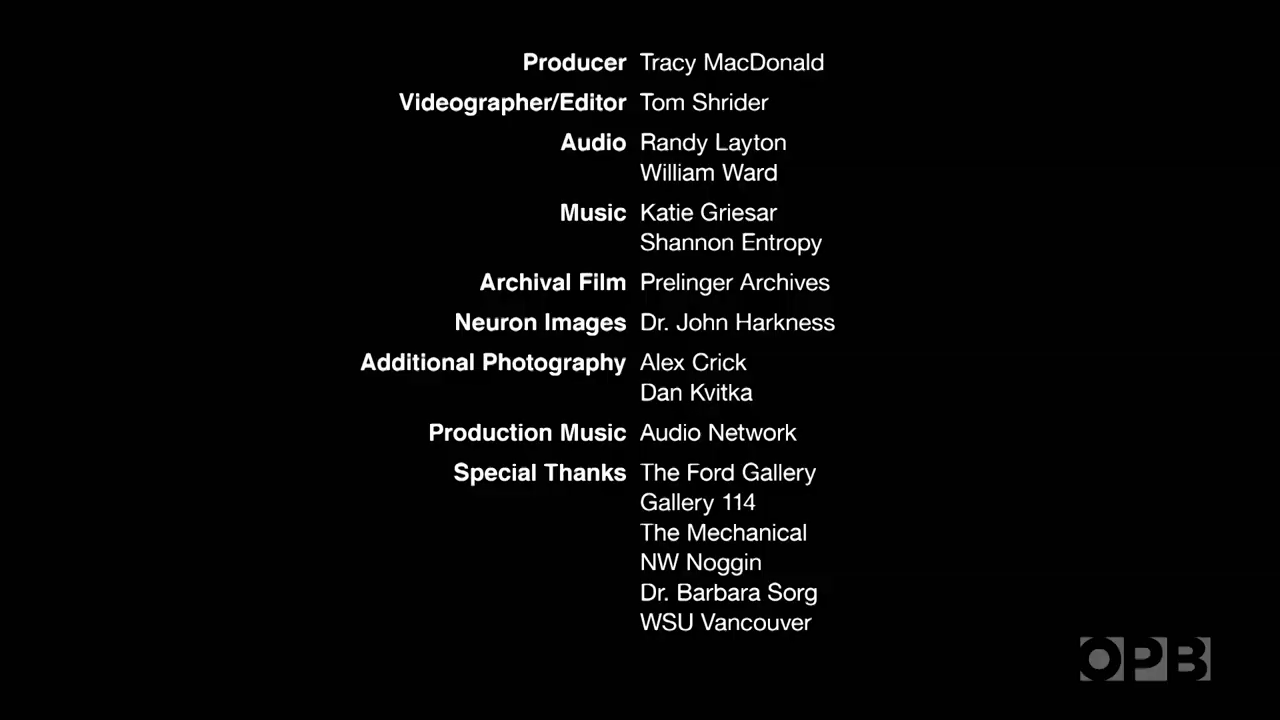 Producer Tracy MacDonald
Videographer/Editor Tom Shrider
Audio Randy Layton
William Ward
Music Katie Griesar
Shannon Entropy
Archival Film Prelinger Archives
Neuron Images Dr. John Harkness
Additional Photography Alex Crick
Dan Kvitka
Production Music Audio Network
Special Thanks The Ford Gallery
Gallery 114
The Mechanical
NW Noggin
Dr. Barbara Sorg
WSU Vancouver
OPB